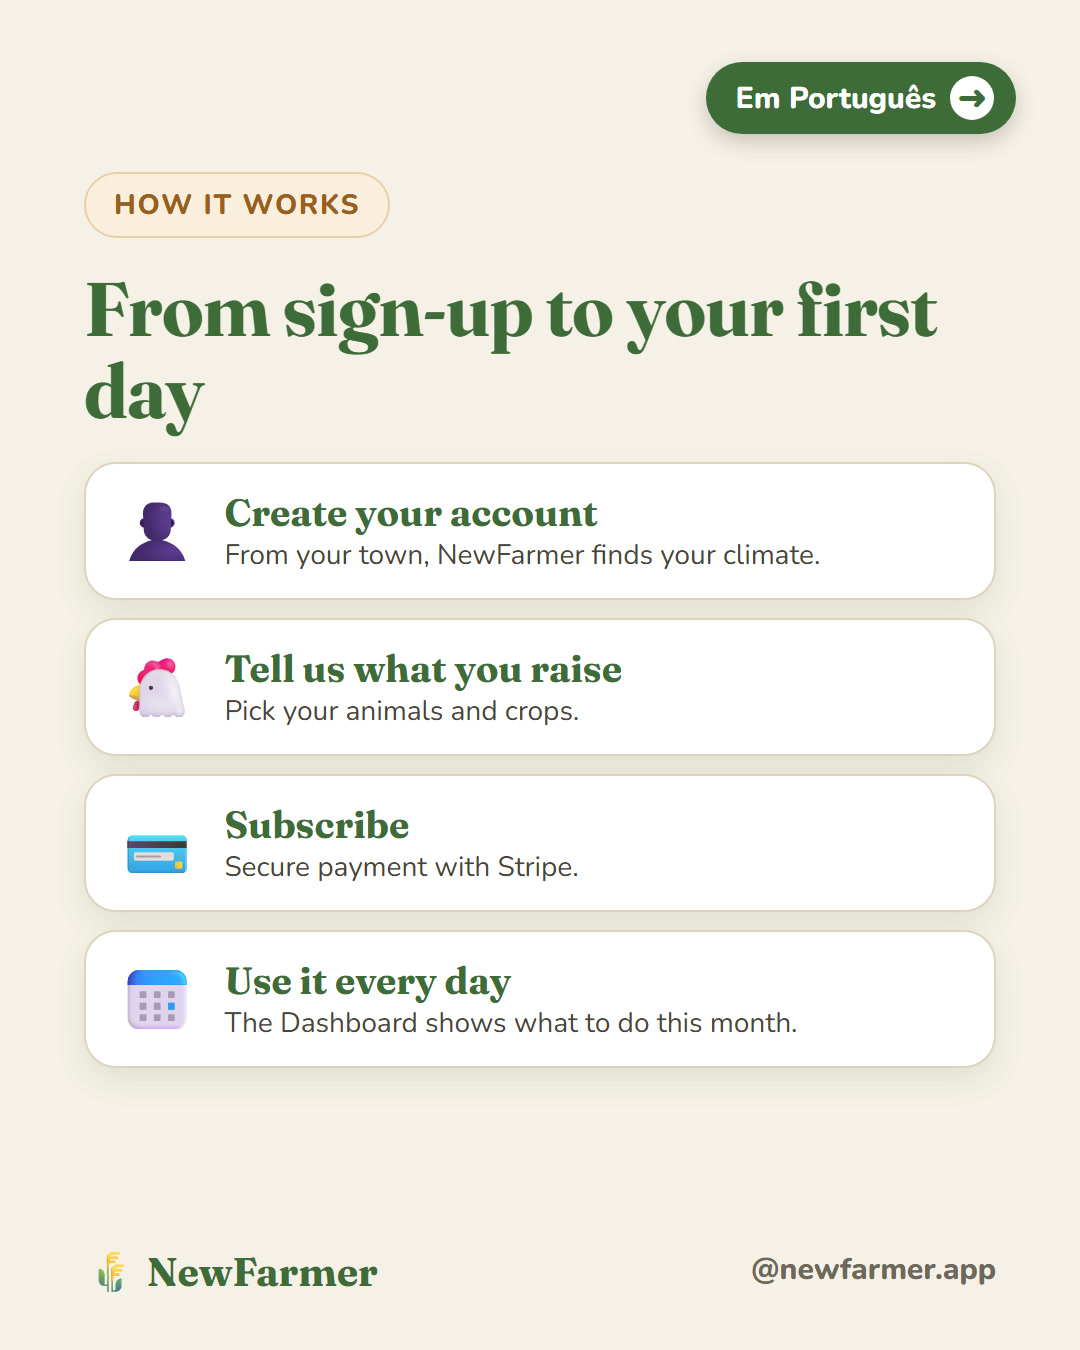 Em Português
HOW IT WORKS
From sign-up to your first
day
Create your account
From your town, NewFarmer finds your climate.
Tell us what you raise
Pick your animals and crops.
Subscribe
Secure payment with Stripe.
Use it every day
The Dashboard shows what to do this month.
NewFarmer
@newfarmer.app